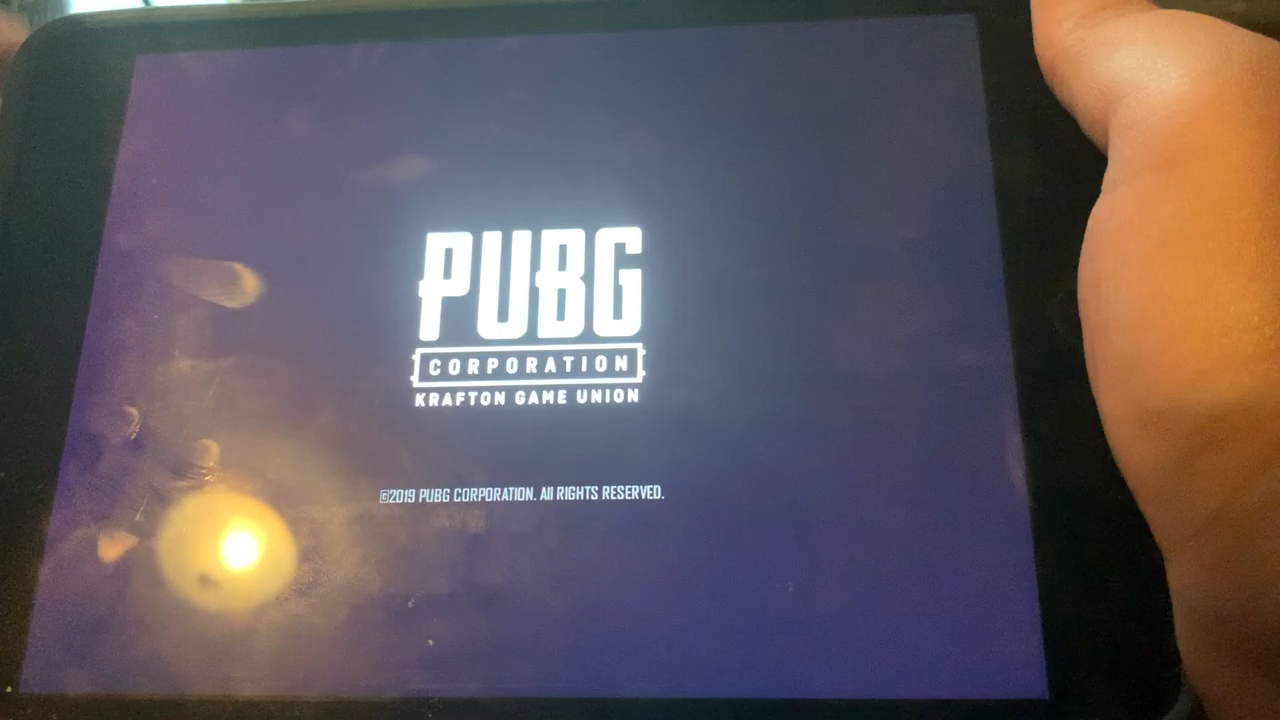 PUBG
CORPORATION
KRAFTON GAME UNION
©2019 PUBG CORPORATION. All RIGHTS RESERVED.